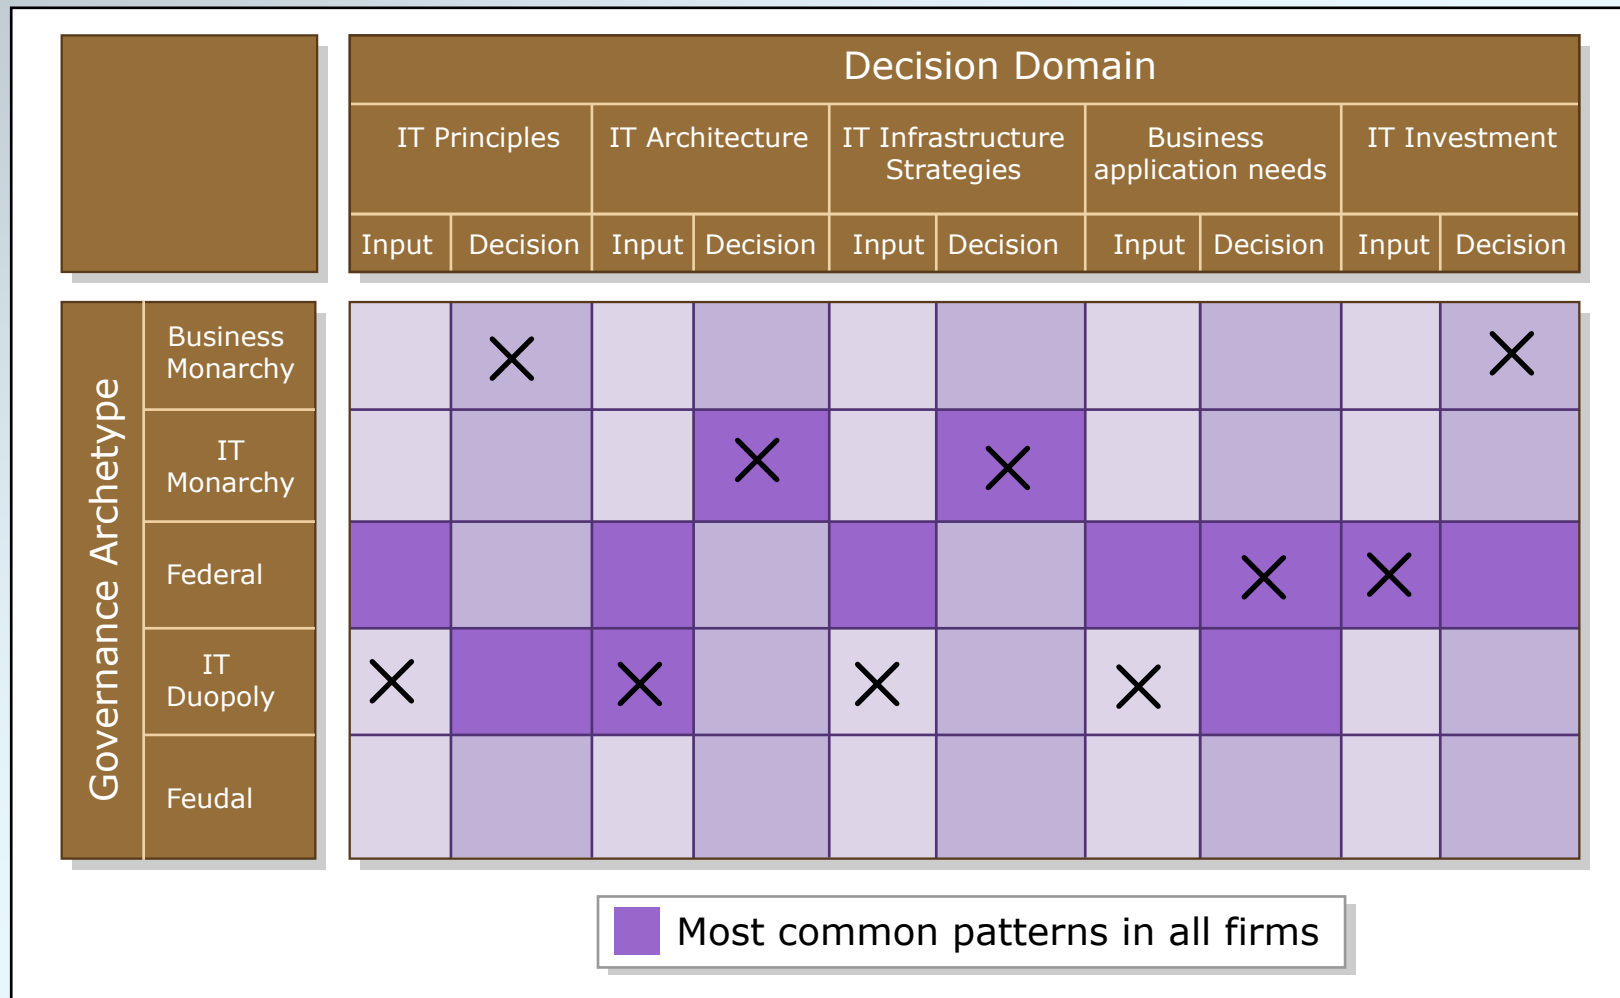 Decision Domain
IT Principles
IT Architecture
IT Infrastructure
Strategies
Business
application needs
IT Investment
Input
Decision
Input
Decision
Input
Decision
Input
Decision
Input
Decision
Governance Archetype
Business
Monarchy
IT
Monarchy
Federal
IT
Duopoly
Feudal
Most common patterns in all firms